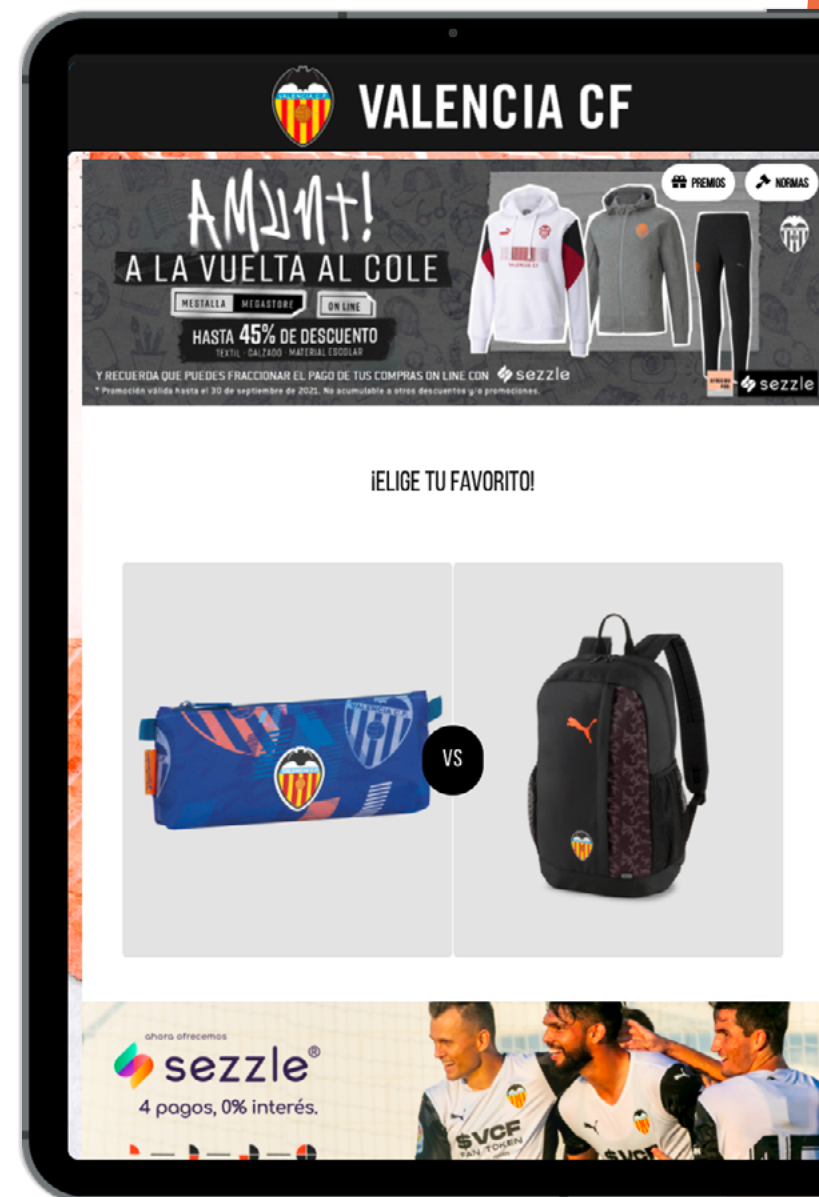 VALENCIA CF
PREMIOS
NORMAS
AMUNT!
A LA VUELTA AL COLE
MESTALLA MEGASTORE ON LINE
HASTA 45% DE DESCUENTO
TEXTIL · CALZADO · MATERIAL ESCOLAR
Y RECUERDA QUE PUEDES FRACCIONAR EL PAGO DE TUS COMPRAS ON LINE CON sezzle
* Promoción válida hasta el 30 de septiembre de 2021. No acumulable a otros descuentos y/o promociones.
sezzle
¡ELIGE TU FAVORITO!
VALENCIA C.F.
VS
ahora ofrecemos
sezzle®
4 pagos, 0% interés.
$VCF
FAN TOKEN
$VCF